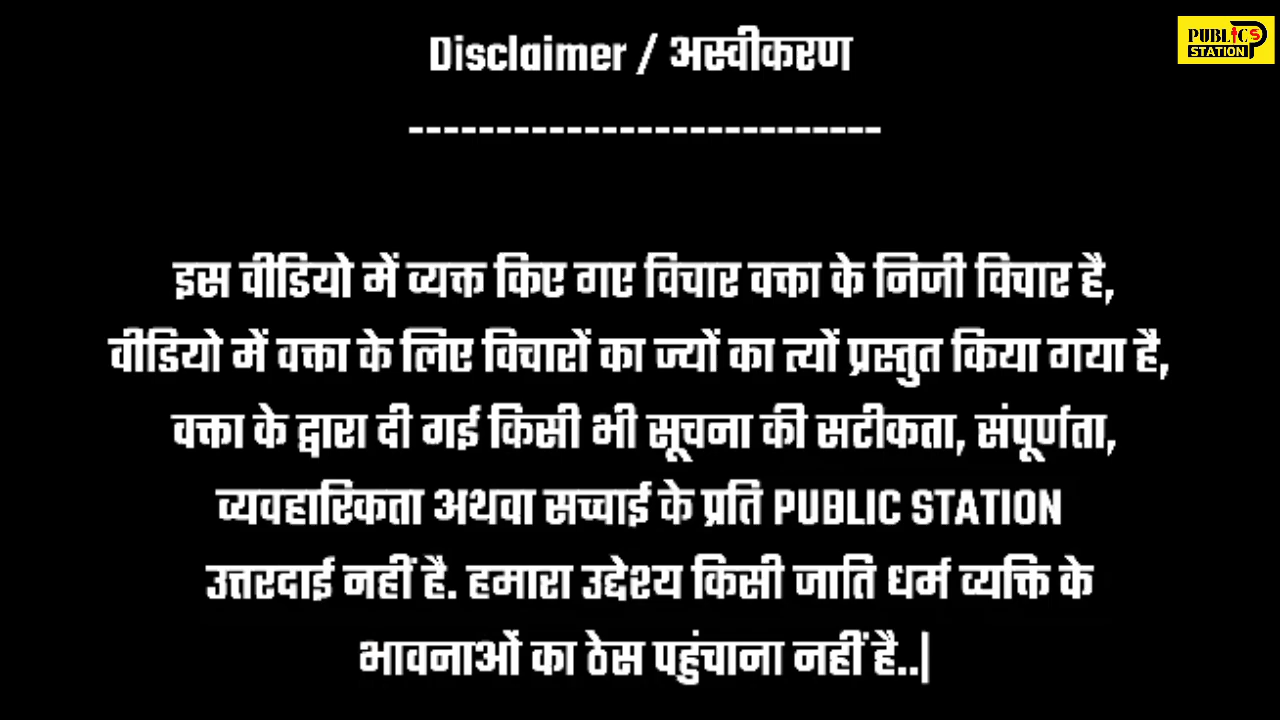 Disclaimer / अस्वीकरण
PUBLICS
STATION
---------------------------
इस वीडियो में व्यक्त किए गए विचार वक्ता के निजी विचार है,
वीडियो में वक्ता के लिए विचारों का ज्यों का त्यों प्रस्तुत किया गया है,
वक्ता के द्वारा दी गई किसी भी सूचना की सटीकता, संपूर्णता,
व्यवहारिकता अथवा सच्चाई के प्रति PUBLIC STATION
उत्तरदाई नहीं है. हमारा उद्देश्य किसी जाति धर्म व्यक्ति के
भावनाओं का ठेस पहुंचाना नहीं है..|